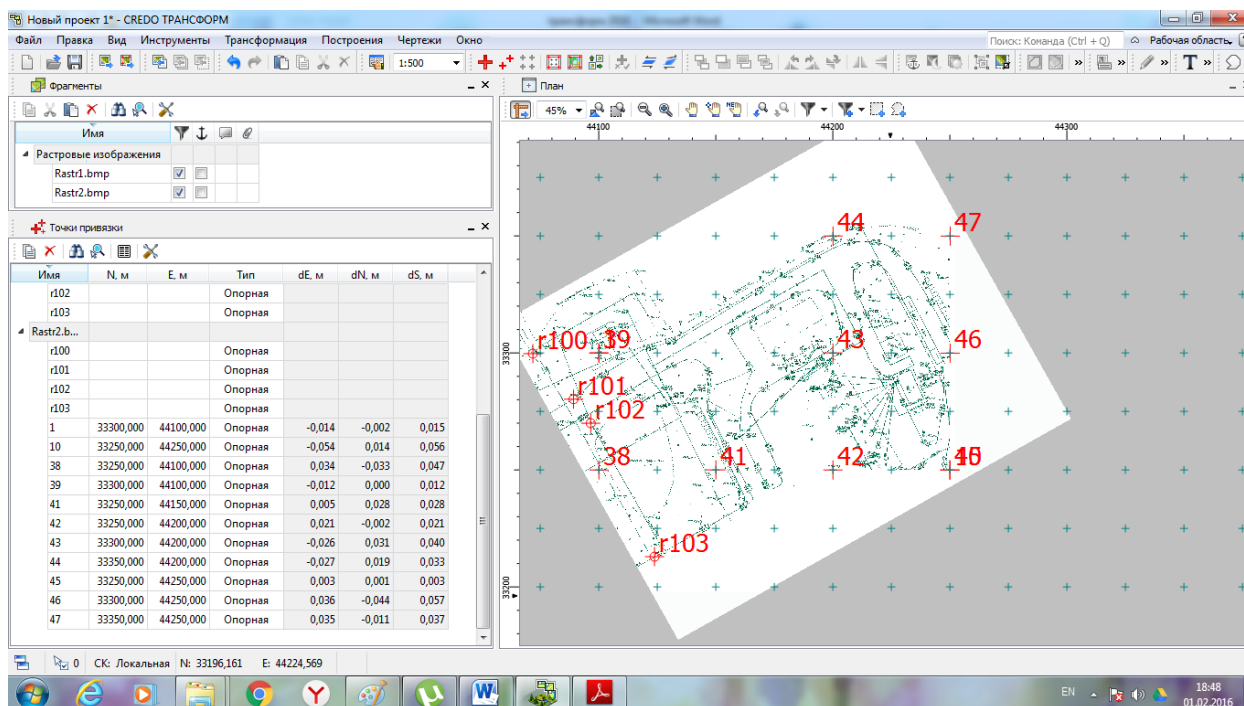 Новый проект 1* - CREDO ТРАНСФОРМ
Файл Правка Вид Инструменты Трансформация Построения Чертежи Окно
Поиск: Команда (Ctrl + Q) Рабочая область
1:500
Фрагменты
Имя
Растровые изображения
Rastr1.bmp
Rastr2.bmp
Точки привязки
Имя N, м E, м Тип dE, м dN, м dS, м
r102 Опорная
r103 Опорная
Rastr2.b...
r100 Опорная
r101 Опорная
r102 Опорная
r103 Опорная
1 33300,000 44100,000 Опорная -0,014 -0,002 0,015
10 33250,000 44250,000 Опорная -0,054 0,014 0,056
38 33250,000 44100,000 Опорная 0,034 -0,033 0,047
39 33300,000 44100,000 Опорная -0,012 0,000 0,012
41 33250,000 44150,000 Опорная 0,005 0,028 0,028
42 33250,000 44200,000 Опорная 0,021 -0,002 0,021
43 33300,000 44200,000 Опорная -0,026 0,031 0,040
44 33350,000 44200,000 Опорная -0,027 0,019 0,033
45 33250,000 44250,000 Опорная 0,003 0,001 0,003
46 33300,000 44250,000 Опорная 0,036 -0,044 0,057
47 33350,000 44250,000 Опорная 0,035 -0,011 0,037
План
45%
44100 44200 44300
44 47
33300
r100 39 43 46
r101
r102
38 41 42
r103
33200
0 СК: Локальная N: 33196,161 E: 44224,569
EN 18:48
01.02.2016